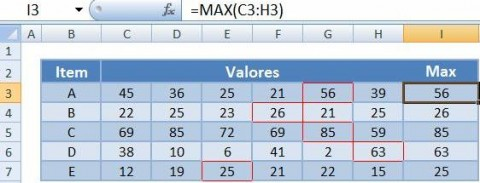 I3 fx =MAX(C3:H3)
A B C D E F G H I
1
2 Item Valores Max
3 A 45 36 25 21 56 39 56
4 B 22 25 23 26 21 25 26
5 C 69 85 72 69 85 59 85
6 D 38 10 6 41 2 63 63
7 E 12 19 25 21 22 15 25